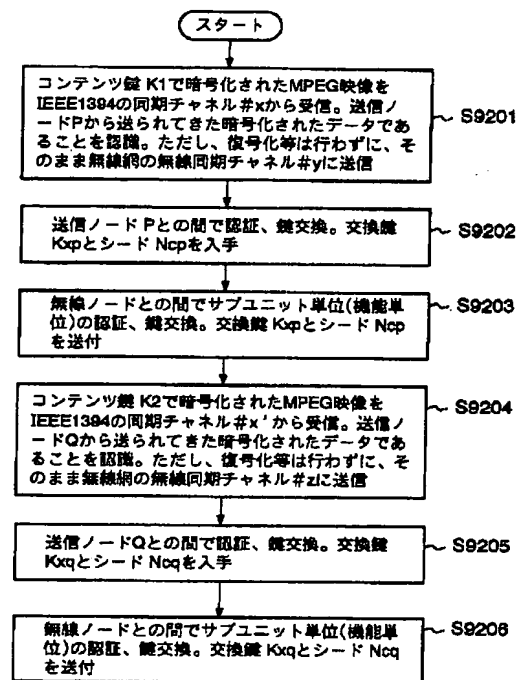 スタート
コンテンツ鍵 K1で暗号化されたMPEG映像を
IEEE1394の同期チャネル#xから受信。送信ノ
ードPから送られてきた暗号化されたデータであ
ることを認識。ただし、復号化等は行わずに、そ
のまま無線網の無線同期チャネル#yに送信
S9201
送信ノード Pとの間で認証、鍵交換。交換鍵
Kxpとシード Ncpを入手
S9202
無線ノードとの間でサブユニット単位(機能単
位)の認証、鍵交換。交換鍵 Kxpとシード Ncp
を送付
S9203
コンテンツ鍵 K2で暗号化されたMPEG映像を
IEEE1394の同期チャネル#x'から受信。送信ノ
ードQから送られてきた暗号化されたデータであ
ることを認識。ただし、復号化等は行わずに、そ
のまま無線網の無線同期チャネル#zに送信
S9204
送信ノードQとの間で認証、鍵交換。交換鍵
Kxqとシード Ncqを入手
S9205
無線ノードとの間でサブユニット単位(機能単
位)の認証、鍵交換。交換鍵 Kxqとシード Ncq
を送付
S9206